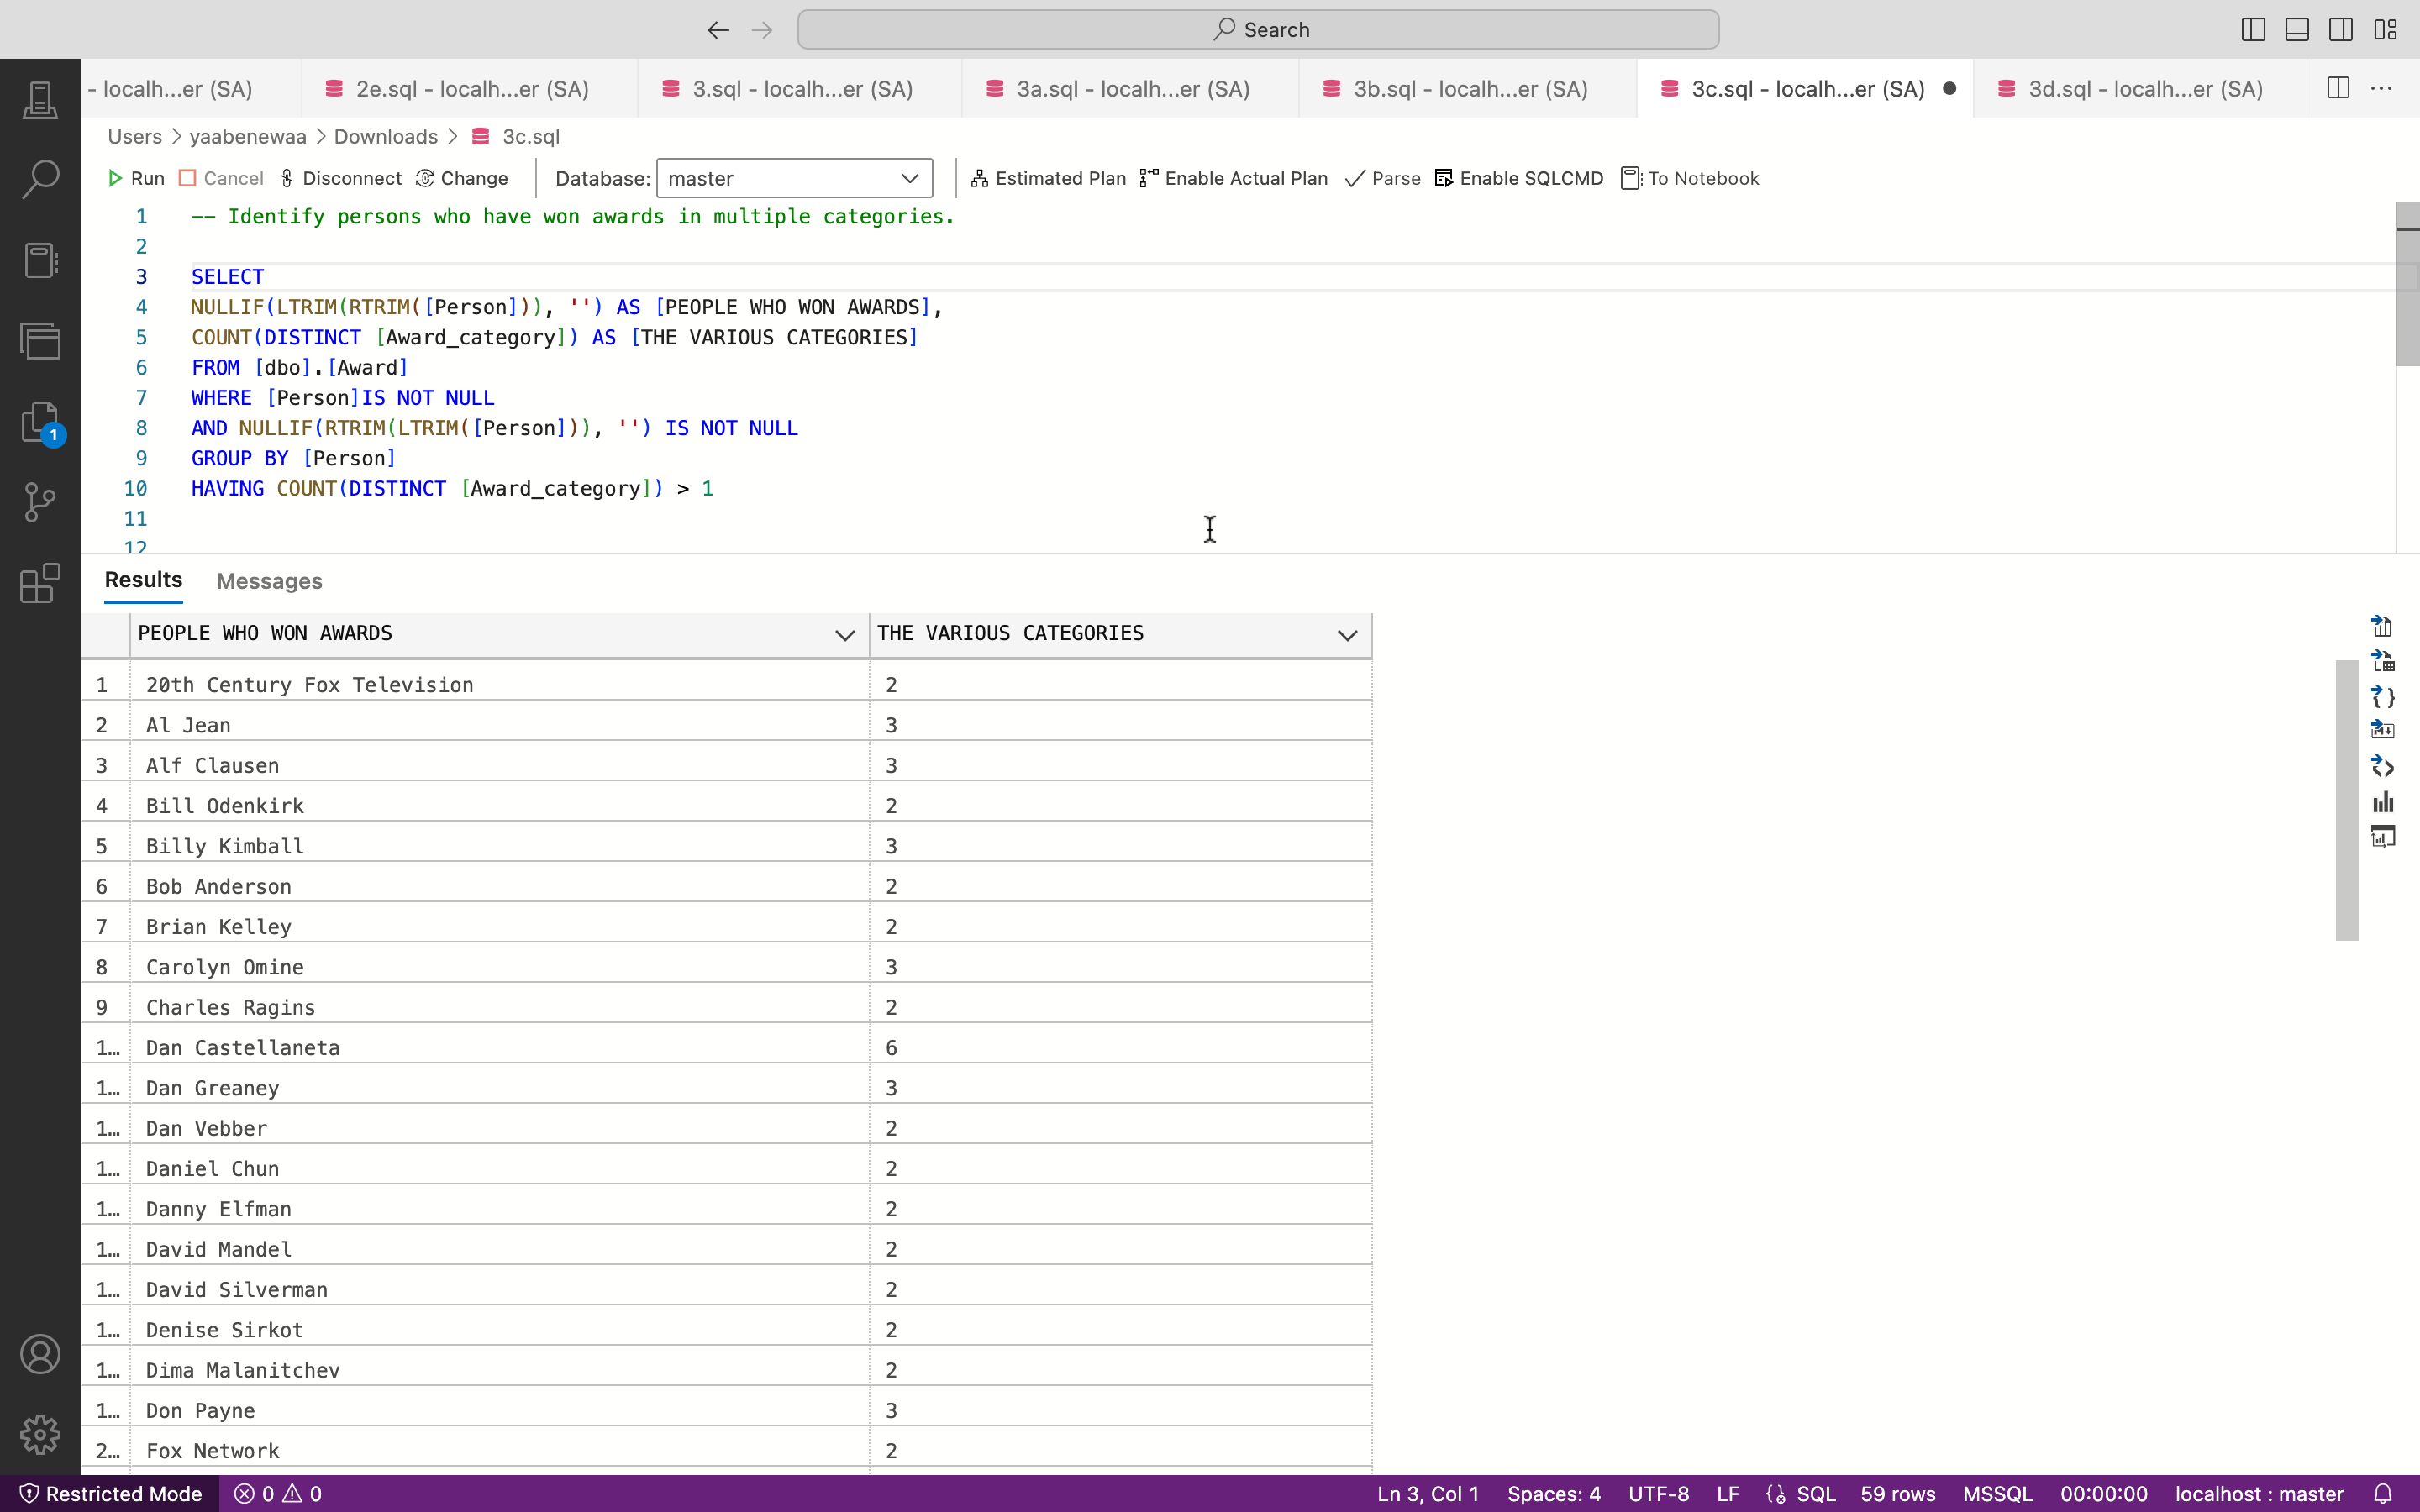 Search
- localh...er (SA)
2e.sql - localh...er (SA)
3.sql - localh...er (SA)
3a.sql - localh...er (SA)
3b.sql - localh...er (SA)
3c.sql - localh...er (SA)
3d.sql - localh...er (SA)
Users > yaabenewaa > Downloads > 3c.sql
Run Cancel Disconnect Change Database: master Estimated Plan Enable Actual Plan Parse Enable SQLCMD To Notebook
1 -- Identify persons who have won awards in multiple categories.
2
3 SELECT
4 NULLIF(LTRIM(RTRIM([Person])), '') AS [PEOPLE WHO WON AWARDS],
5 COUNT(DISTINCT [Award_category]) AS [THE VARIOUS CATEGORIES]
6 FROM [dbo].[Award]
7 WHERE [Person]IS NOT NULL
8 AND NULLIF(RTRIM(LTRIM([Person])), '') IS NOT NULL
9 GROUP BY [Person]
10 HAVING COUNT(DISTINCT [Award_category]) > 1
11
12
1
Results Messages
PEOPLE WHO WON AWARDS THE VARIOUS CATEGORIES
1 20th Century Fox Television 2
2 Al Jean 3
3 Alf Clausen 3
4 Bill Odenkirk 2
5 Billy Kimball 3
6 Bob Anderson 2
7 Brian Kelley 2
8 Carolyn Omine 3
9 Charles Ragins 2
1… Dan Castellaneta 6
1… Dan Greaney 3
1… Dan Vebber 2
1… Daniel Chun 2
1… Danny Elfman 2
1… David Mandel 2
1… David Silverman 2
1… Denise Sirkot 2
1… Dima Malanitchev 2
1… Don Payne 3
2… Fox Network 2
Restricted Mode 0 0 Ln 3, Col 1 Spaces: 4 UTF-8 LF SQL 59 rows MSSQL 00:00:00 localhost : master